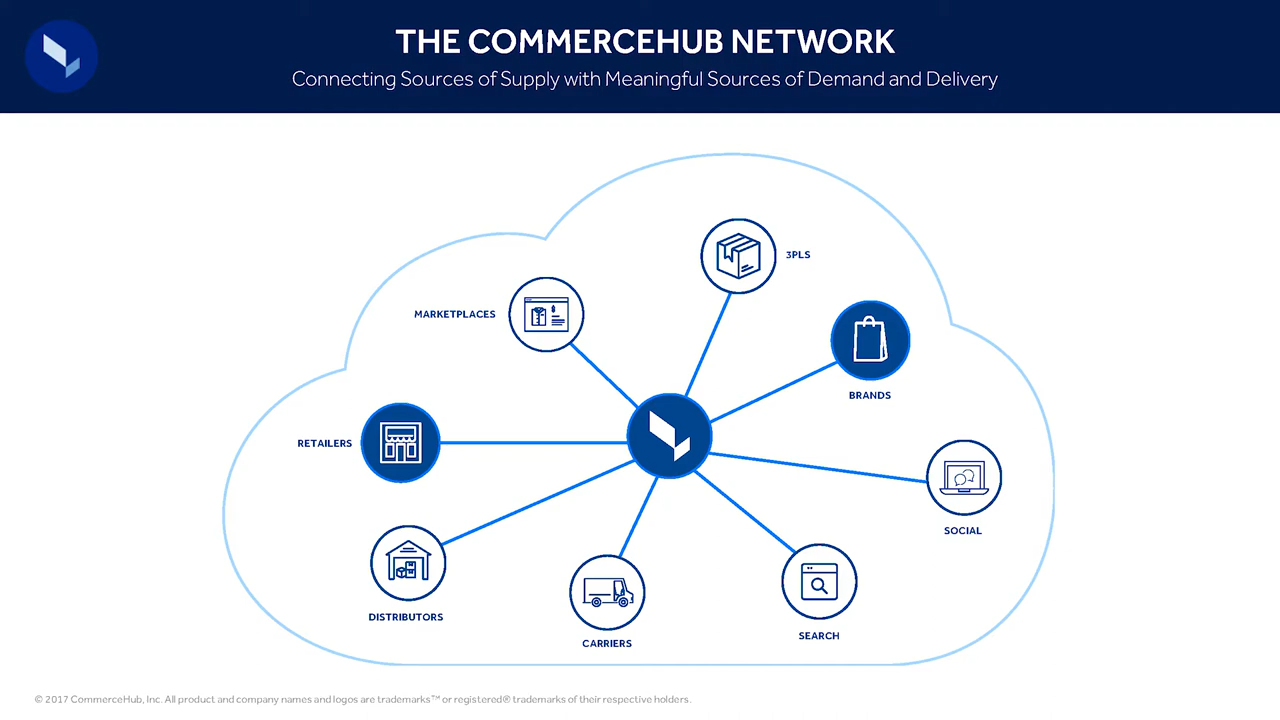 THE COMMERCEHUB NETWORK
Connecting Sources of Supply with Meaningful Sources of Demand and Delivery
3PLS
MARKETPLACES
BRANDS
RETAILERS
SOCIAL
DISTRIBUTORS
SEARCH
CARRIERS
© 2017 CommerceHub, Inc. All product and company names and logos are trademarks™ or registered® trademarks of their respective holders.